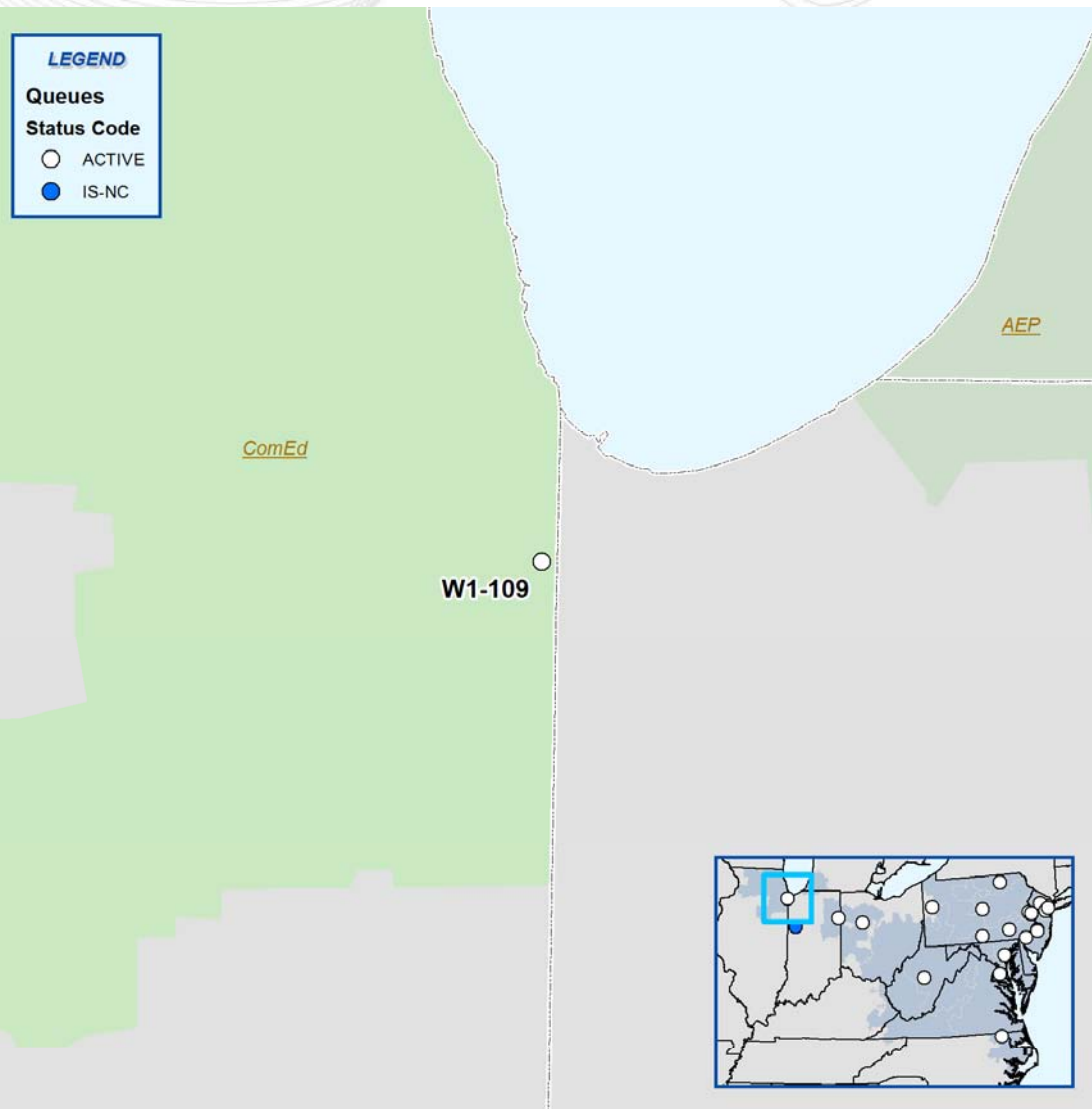 LEGEND
Queues
Status Code
ACTIVE
IS-NC
AEP
ComEd
W1-109